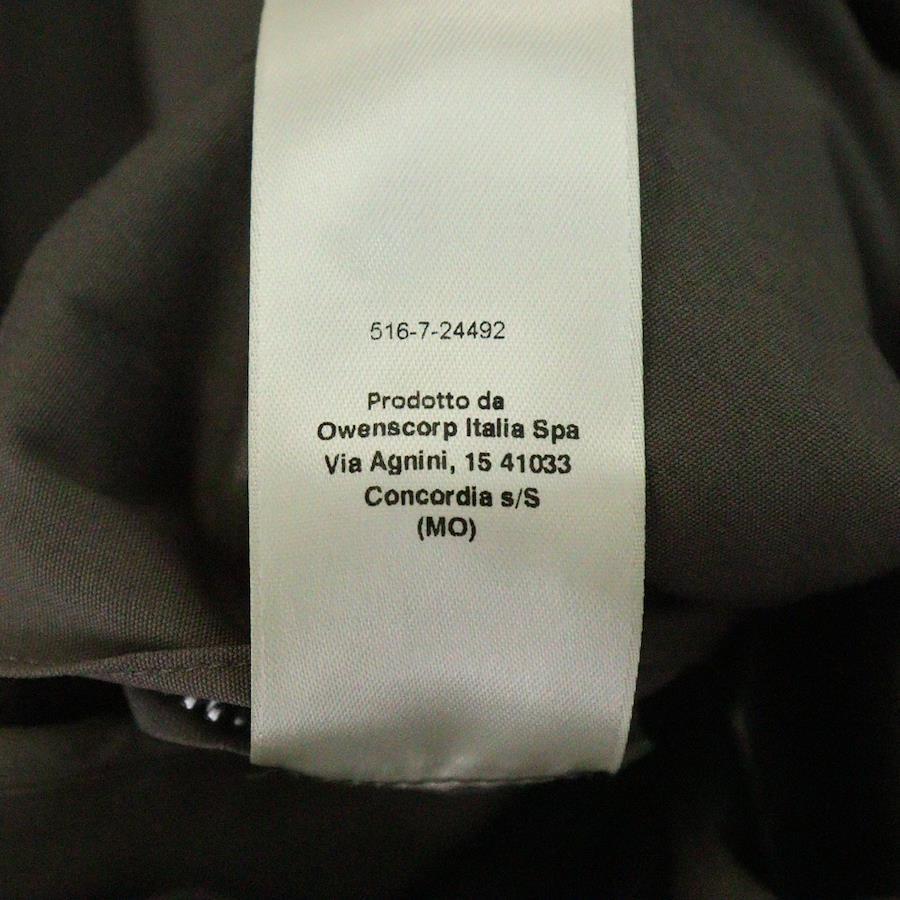 516-7-24492
Prodotto da
Owenscorp Italia Spa
Via Agnini, 15 41033
Concordia s/S
(MO)